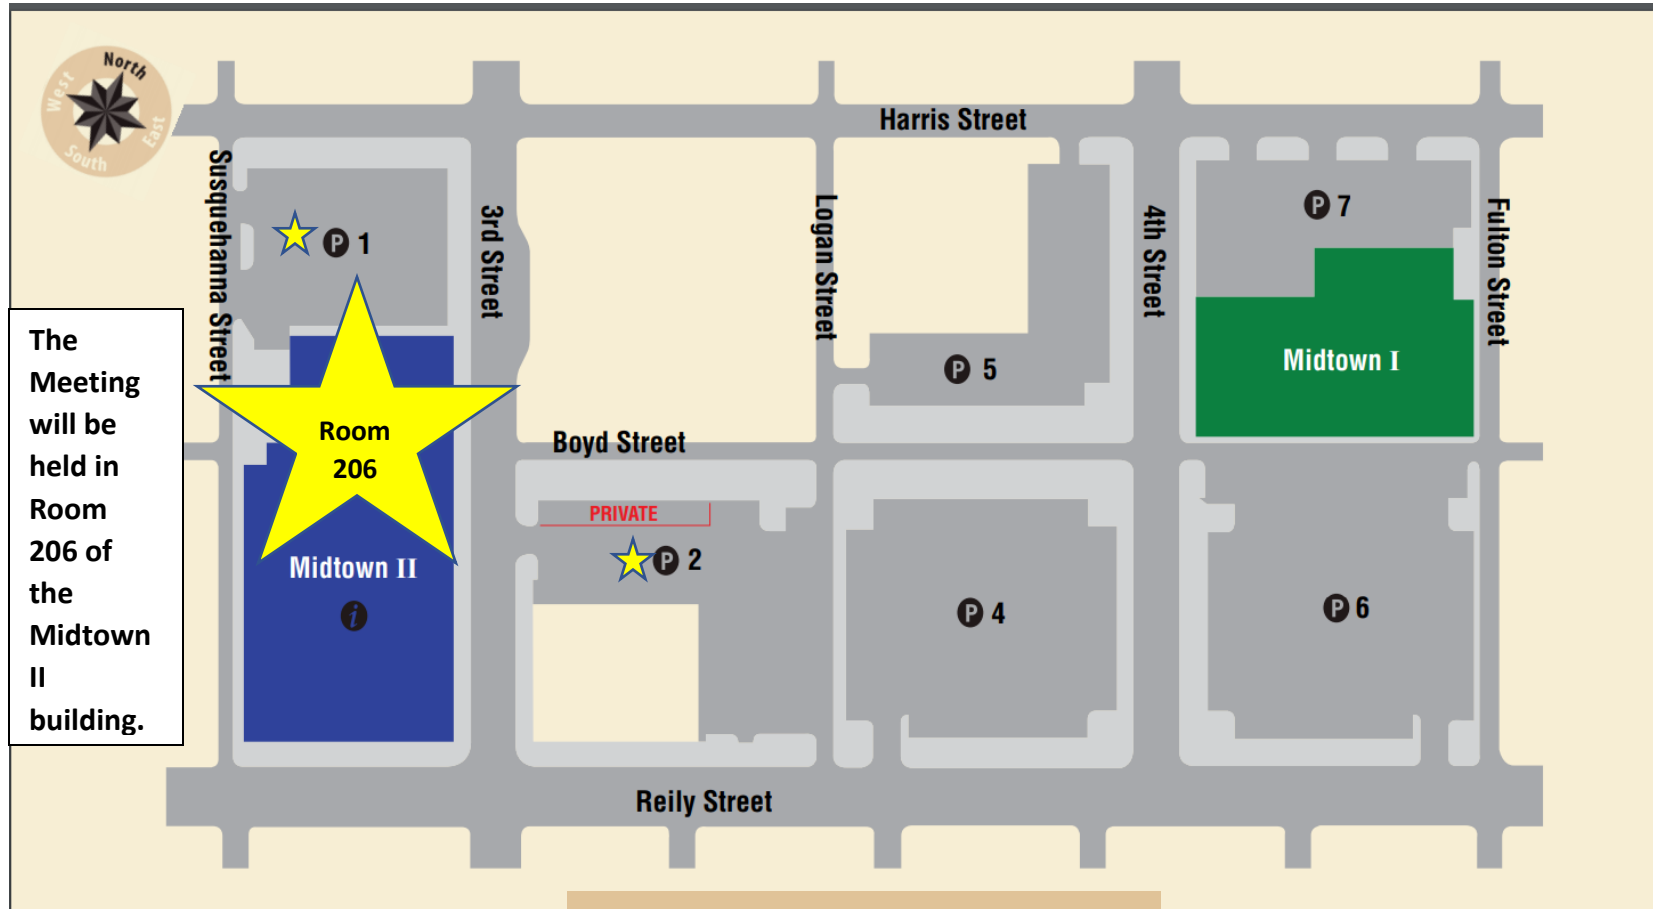 North
West
East
South
Harris Street
Susquehanna Street
3rd Street
Logan Street
4th Street
Fulton Street
P 1
P 7
P 5
Midtown I
The
Meeting
will be
held in
Room
206 of
the
Midtown
II
building.
Room
206
Boyd Street
PRIVATE
P 2
Midtown II
i
P 4
P 6
Reily Street